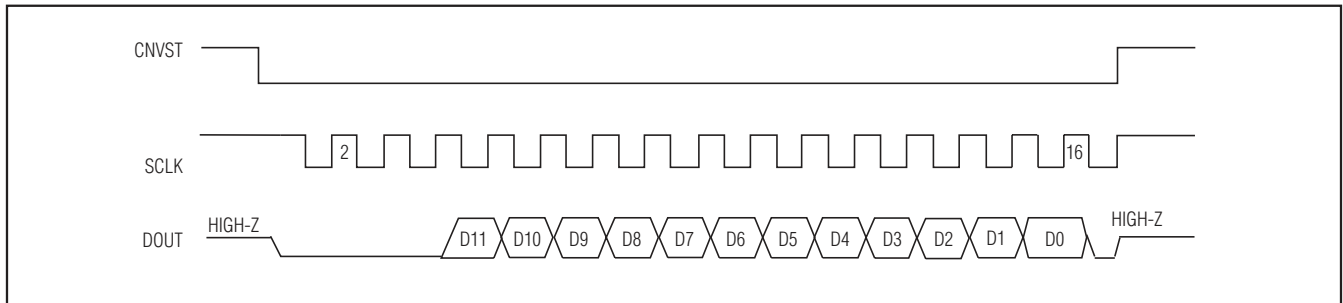 CNVST
2
16
SCLK
HIGH-Z
HIGH-Z
DOUT
D11 D10 D9 D8 D7 D6 D5 D4 D3 D2 D1 D0